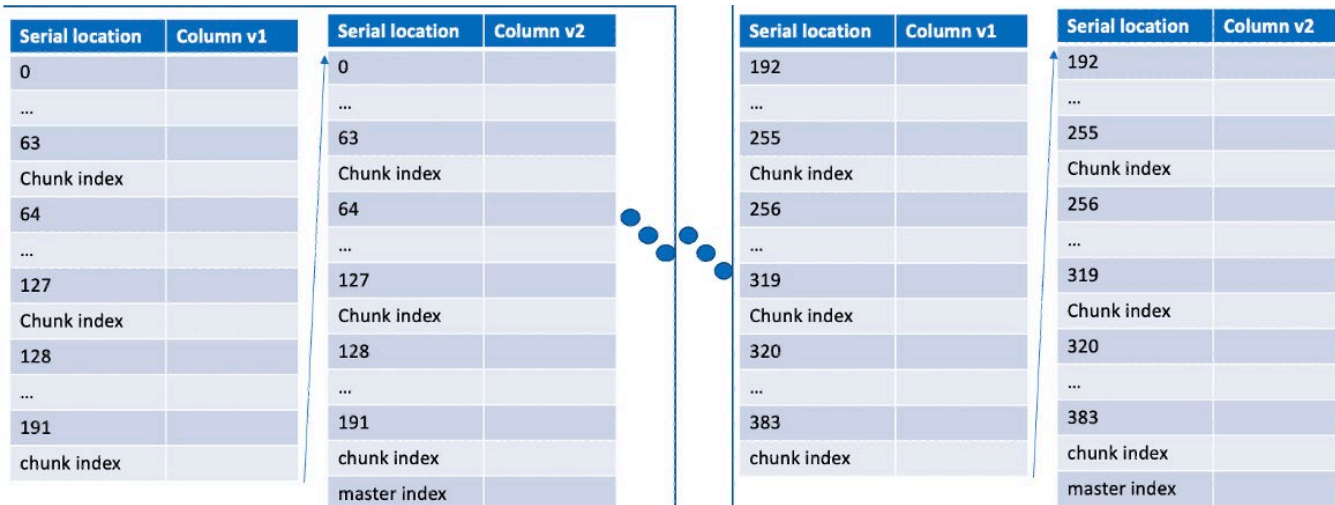 Serial location Column v1
0
...
63
Chunk index
64
...
127
Chunk index
128
...
191
chunk index
Serial location Column v2
0
...
63
Chunk index
64
...
127
Chunk index
128
...
191
chunk index
master index
Serial location Column v1
192
...
255
Chunk index
256
...
319
Chunk index
320
...
383
chunk index
Serial location Column v2
192
...
255
Chunk index
256
...
319
Chunk index
320
...
383
chunk index
master index